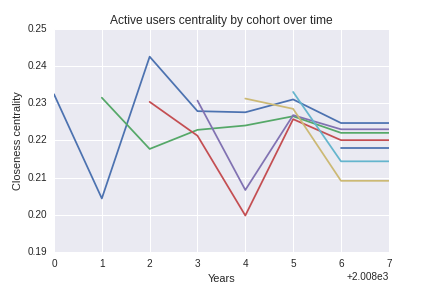 Active users centrality by cohort over time
0.25
0.24
0.23
0.22
0.21
0.20
0.19
Closeness centrality
0 1 2 3 4 5 6 7
Years
+2.008e3